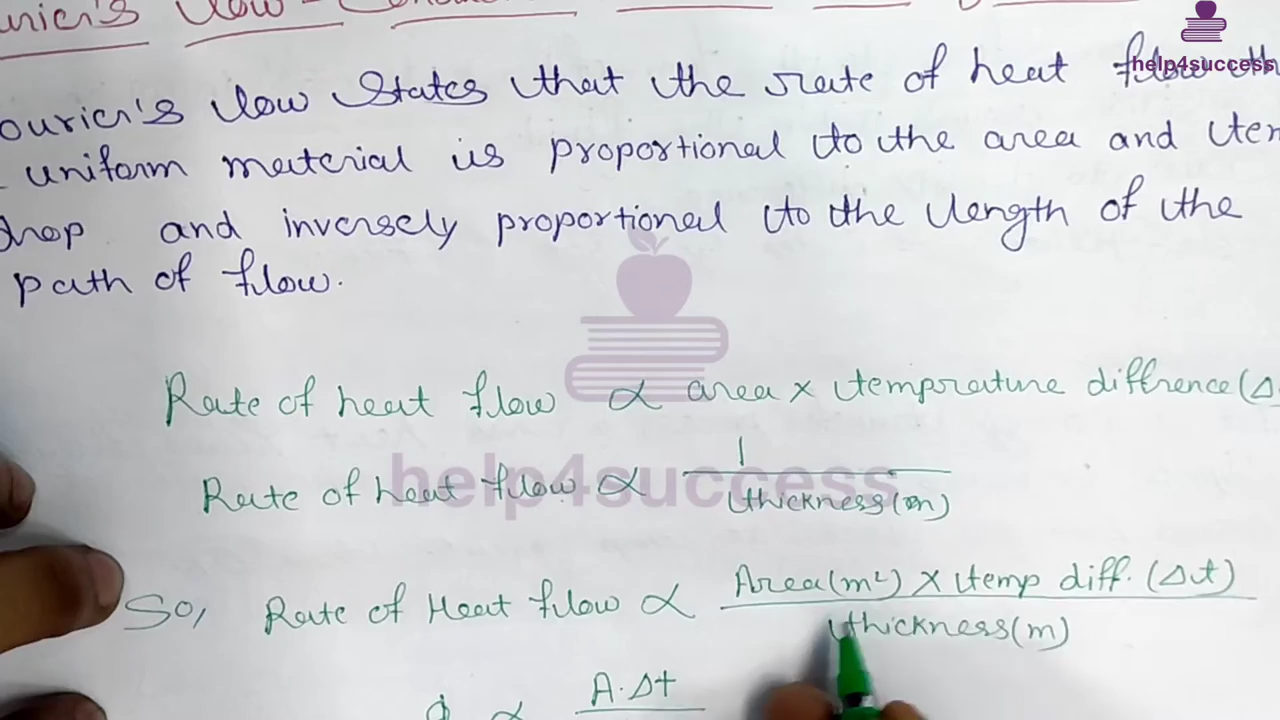 help4success
ourier's law States that the rate of heat flow th
uniform material is proportional to the area and tem
drop and inversely proportional to the length of the
path of flow.
Rate of heat flow ∝ area × temprature diffrence(Δ
help4success
1
Rate of heat flow ∝ thickness(m)
Area(m²) × temp diff. (Δt)
So, Rate of Heat flow ∝ thickness(m)
A.Δt
∝